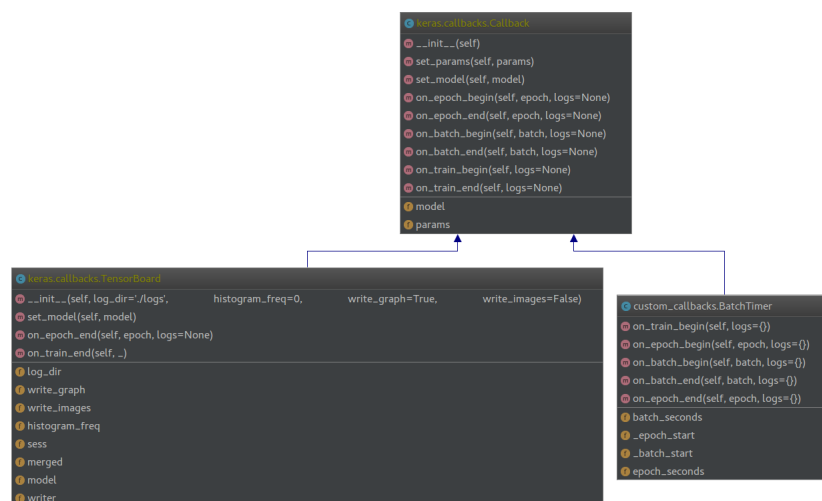 keras.callbacks.Callback
__init__(self)
set_params(self, params)
set_model(self, model)
on_epoch_begin(self, epoch, logs=None)
on_epoch_end(self, epoch, logs=None)
on_batch_begin(self, batch, logs=None)
on_batch_end(self, batch, logs=None)
on_train_begin(self, logs=None)
on_train_end(self, logs=None)
model
params
keras.callbacks.TensorBoard
__init__(self, log_dir='./logs', histogram_freq=0, write_graph=True, write_images=False)
set_model(self, model)
on_epoch_end(self, epoch, logs=None)
on_train_end(self, _)
log_dir
write_graph
write_images
histogram_freq
sess
merged
model
writer
custom_callbacks.BatchTimer
on_train_begin(self, logs={})
on_epoch_begin(self, epoch, logs={})
on_batch_begin(self, batch, logs={})
on_batch_end(self, batch, logs={})
on_epoch_end(self, epoch, logs={})
batch_seconds
_epoch_start
_batch_start
epoch_seconds